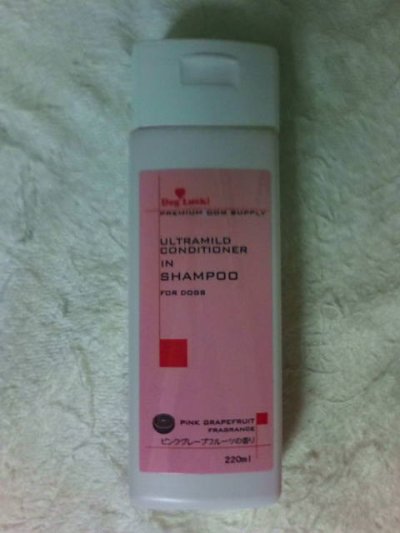 Dog Lucki
PREMIUM DOG SUPPLY
ULTRAMILD
CONDITIONER
IN
SHAMPOO
FOR DOGS
PINK GRAPEFRUIT
FRAGRANCE
ピンクグレープフルーツの香り
220ml